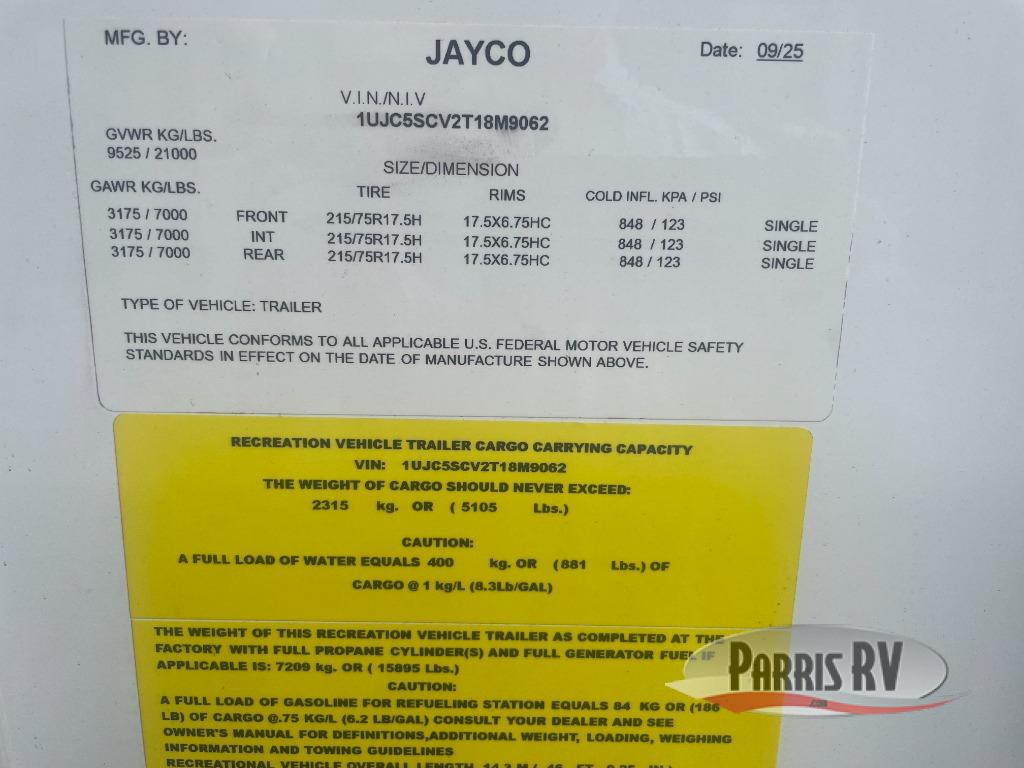 MFG. BY: JAYCO Date: 09/25
V.I.N./N.I.V
1UJC5SCV2T18M9062
GVWR KG/LBS.
9525 / 21000
SIZE/DIMENSION
GAWR KG/LBS. TIRE RIMS COLD INFL. KPA / PSI
3175 / 7000 FRONT 215/75R17.5H 17.5X6.75HC 848 / 123 SINGLE
3175 / 7000 INT 215/75R17.5H 17.5X6.75HC 848 / 123 SINGLE
3175 / 7000 REAR 215/75R17.5H 17.5X6.75HC 848 / 123 SINGLE
TYPE OF VEHICLE: TRAILER
THIS VEHICLE CONFORMS TO ALL APPLICABLE U.S. FEDERAL MOTOR VEHICLE SAFETY
STANDARDS IN EFFECT ON THE DATE OF MANUFACTURE SHOWN ABOVE.
RECREATION VEHICLE TRAILER CARGO CARRYING CAPACITY
VIN: 1UJC5SCV2T18M9062
THE WEIGHT OF CARGO SHOULD NEVER EXCEED:
2315 kg. OR ( 5105 Lbs.)
CAUTION:
A FULL LOAD OF WATER EQUALS 400 kg. OR (881 Lbs.) OF
CARGO @ 1 kg/L (8.3Lb/GAL)
THE WEIGHT OF THIS RECREATION VEHICLE TRAILER AS COMPLETED AT THE
FACTORY WITH FULL PROPANE CYLINDER(S) AND FULL GENERATOR FUEL IF
APPLICABLE IS: 7209 kg. OR ( 15895 Lbs.)
CAUTION:
A FULL LOAD OF GASOLINE FOR REFUELING STATION EQUALS 84 KG OR (186
LB) OF CARGO @.75 KG/L (6.2 LB/GAL) CONSULT YOUR DEALER AND SEE
OWNER'S MANUAL FOR DEFINITIONS,ADDITIONAL WEIGHT, LOADING, WEIGHING
INFORMATION AND TOWING GUIDELINES
RECREATIONAL VEHICLE OVERALL LENGTH
PARRIS RV
.com